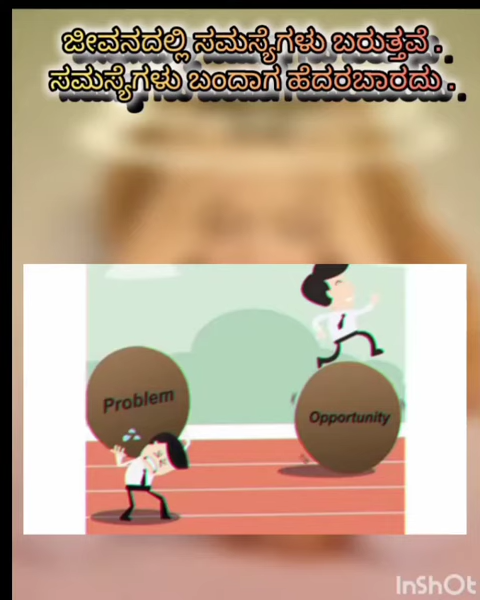 ಜೀವನದಲ್ಲಿ ಸಮಸ್ಯೆಗಳು ಬರುತ್ತವೆ .
ಸಮಸ್ಯೆಗಳು ಬಂದಾಗ ಹೆದರಬಾರದು .
Problem
Opportunity
InShOt